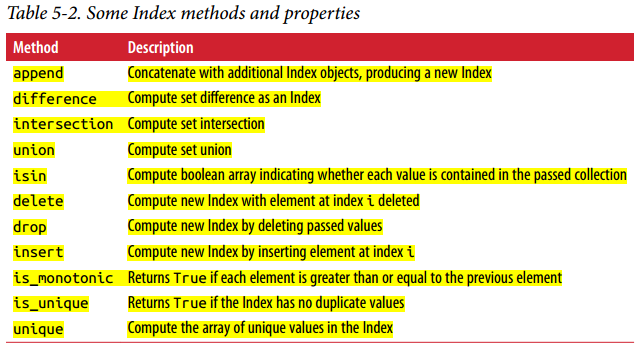 Table 5-2. Some Index methods and properties
Method Description
append Concatenate with additional Index objects, producing a new Index
difference Compute set difference as an Index
intersection Compute set intersection
union Compute set union
isin Compute boolean array indicating whether each value is contained in the passed collection
delete Compute new Index with element at index i deleted
drop Compute new Index by deleting passed values
insert Compute new Index by inserting element at index i
is_monotonic Returns True if each element is greater than or equal to the previous element
is_unique Returns True if the Index has no duplicate values
unique Compute the array of unique values in the Index